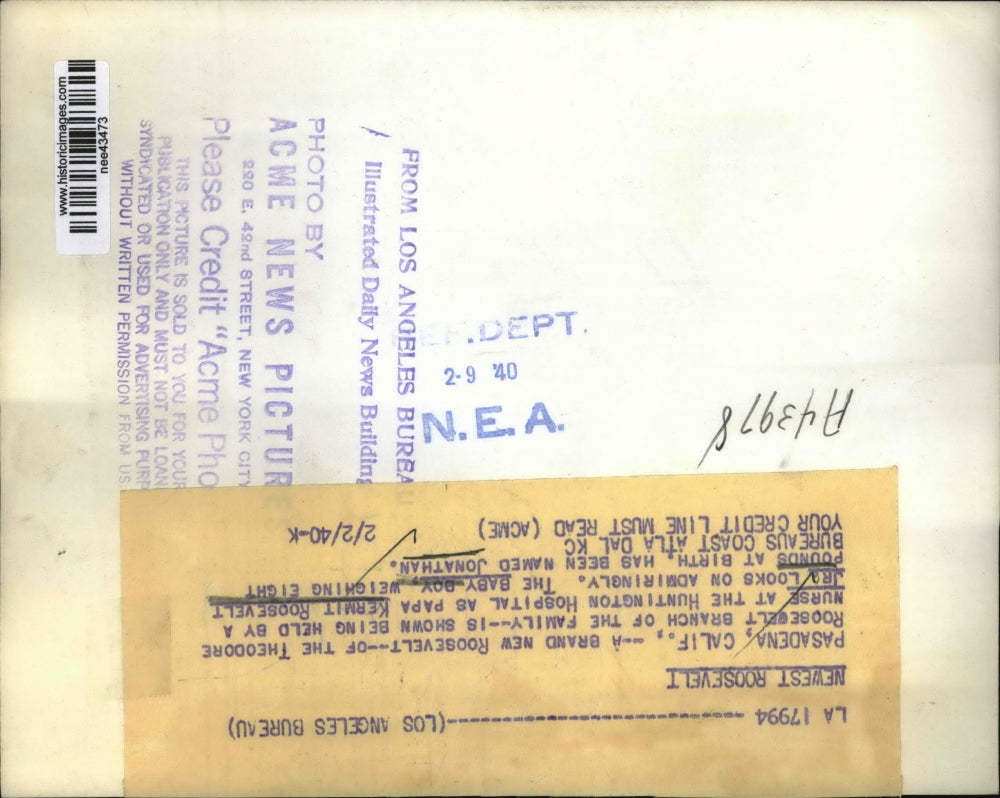 www.historicimages.com
nee43473
FROM LOS ANGELES BUREAU
Illustrated Daily News Building
PHOTO BY
ACME NEWS PICTURE
220 E. 42nd STREET, NEW YORK CITY
Please Credit "Acme Pho
THIS PICTURE IS SOLD TO YOU FOR YOUR
PUBLICATION ONLY AND MUST NOT BE LOAN
SYNDICATED OR USED FOR ADVERTISING PURP
WITHOUT WRITTEN PERMISSION FROM US.
EF. DEPT.
2-9 '40
N.E.A.
A43978
LA 17994 -----------------------(LOS ANGELES BUREAU)
NEWEST ROOSEVELT
PASADENA, CALIF., --A BRAND NEW ROOSEVELT--OF THE THEODORE
ROOSEVELT BRANCH OF THE FAMILY--IS SHOWN BEING HELD BY A
NURSE AT THE HUNTINGTON HOSPITAL AS PAPA KERMIT ROOSEVELT
JR. LOOKS ON ADMIRINGLY. THE BABY BOY, WEIGHING EIGHT
POUNDS AT BIRTH, HAS BEEN NAMED JONATHAN.
BUREAUS COAST ATLA DAL KC
YOUR CREDIT LINE MUST READ (ACME) 2/2/40-K